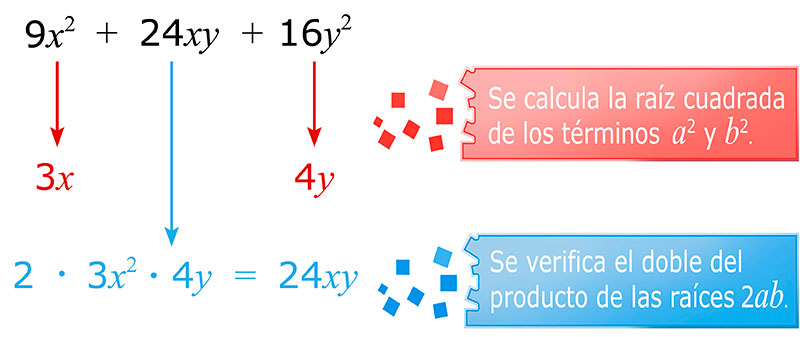 9x² + 24xy + 16y²
Se calcula la raíz cuadrada
de los términos a² y b².
3x 4y
2 · 3x² · 4y = 24xy
Se verifica el doble del
producto de las raíces 2ab.